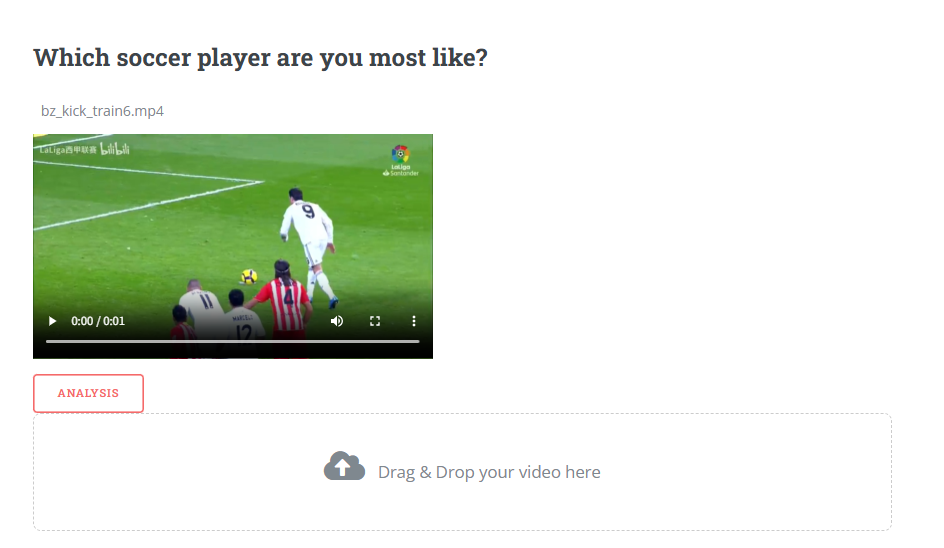 Which soccer player are you most like?
bz_kick_train6.mp4
LaLiga西甲联赛 bilibili
LaLiga
Santander
9
11
4
MARCELO
12
0:00 / 0:01
ANALYSIS
Drag & Drop your video here